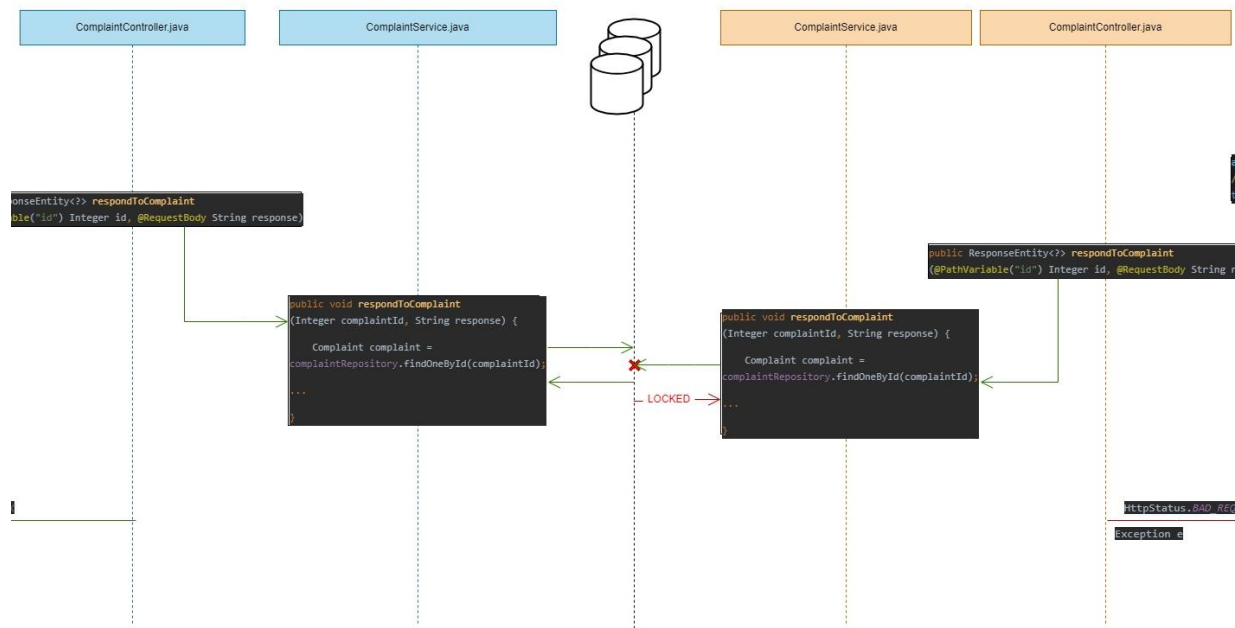 ComplaintController.java
ComplaintService.java
ComplaintService.java
ComplaintController.java
onseEntity<?> respondToComplaint
ble("id") Integer id, @RequestBody String response)
public ResponseEntity<?> respondToComplaint
(@PathVariable("id") Integer id, @RequestBody String r
public void respondToComplaint
(Integer complaintId, String response) {
Complaint complaint =
complaintRepository.findOneById(complaintId);
...
}
public void respondToComplaint
(Integer complaintId, String response) {
Complaint complaint =
complaintRepository.findOneById(complaintId);
...
}
LOCKED
HttpStatus.BAD_REQ
Exception e